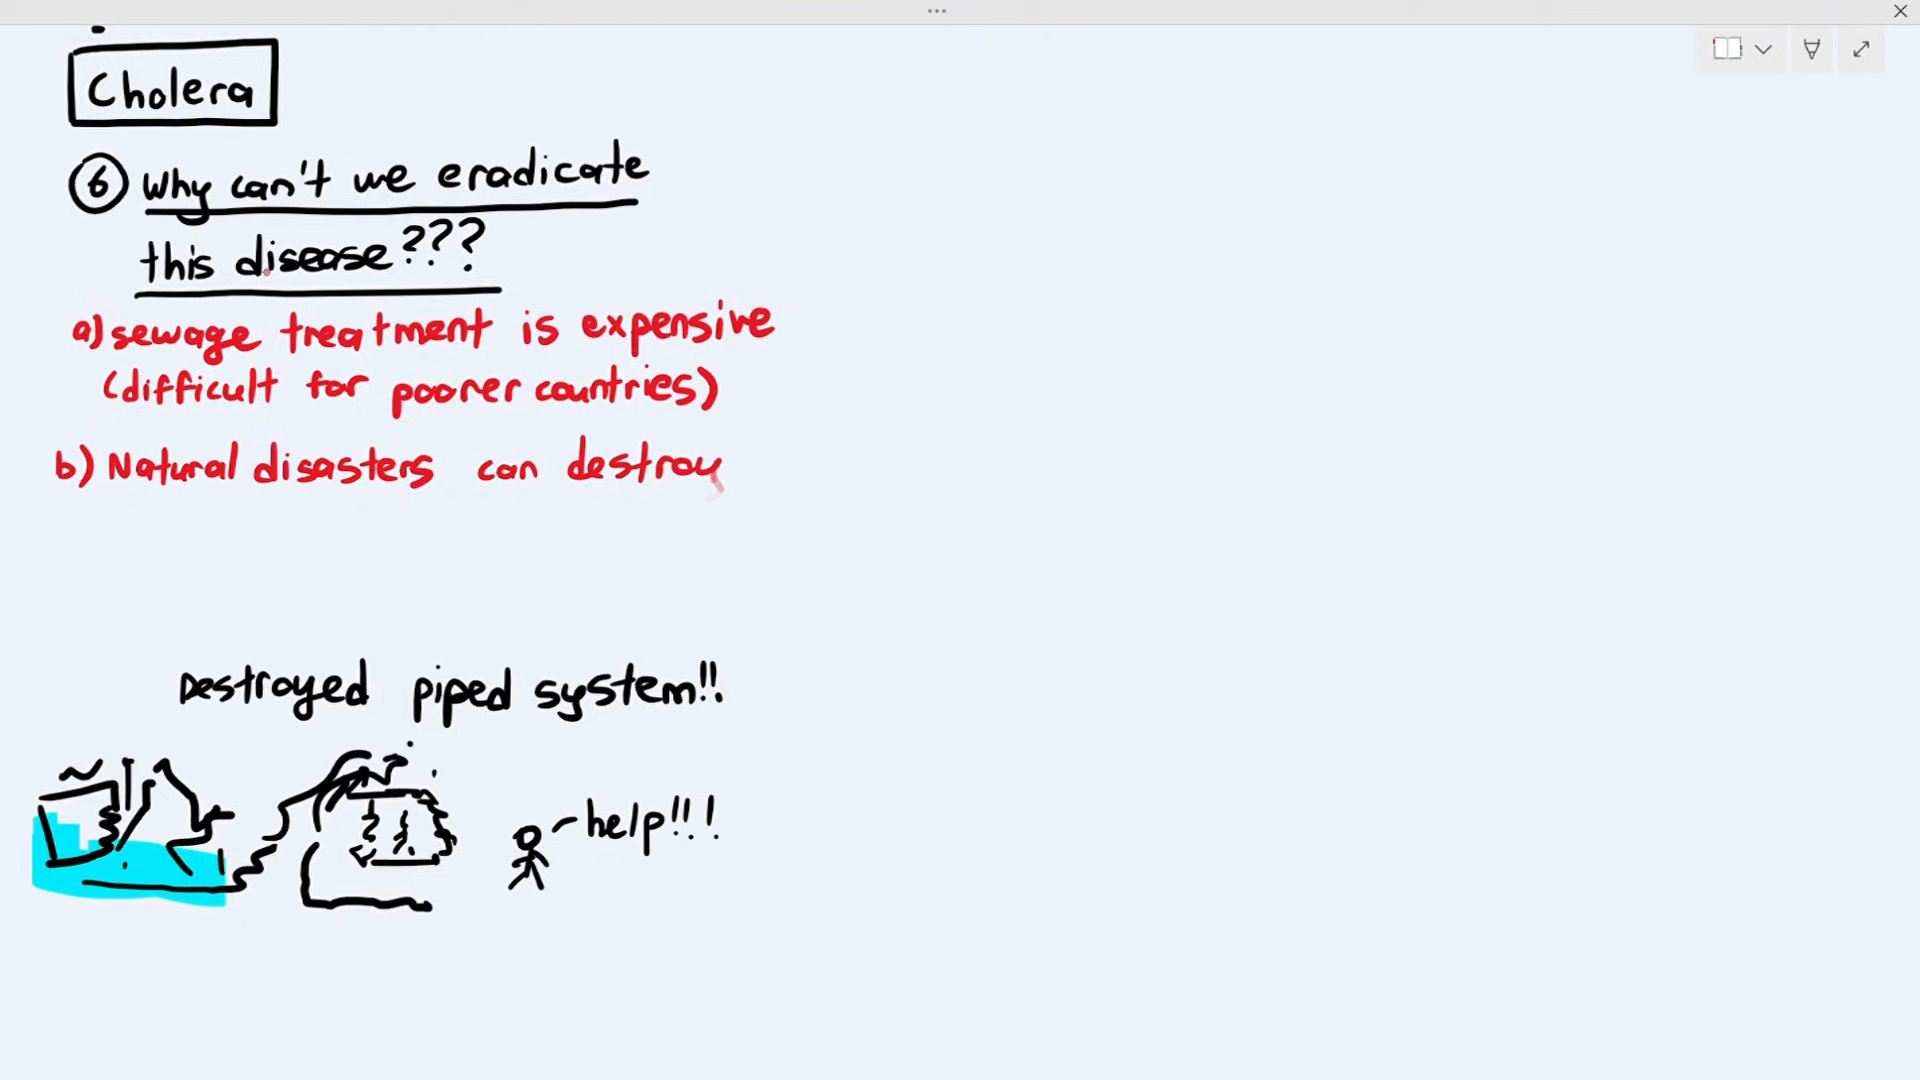 Cholera
6 Why can't we eradicate
this disease???
a) sewage treatment is expensive
(difficult for poorer countries)
b) Natural disasters can destroy
Destroyed piped system!!
help!!!